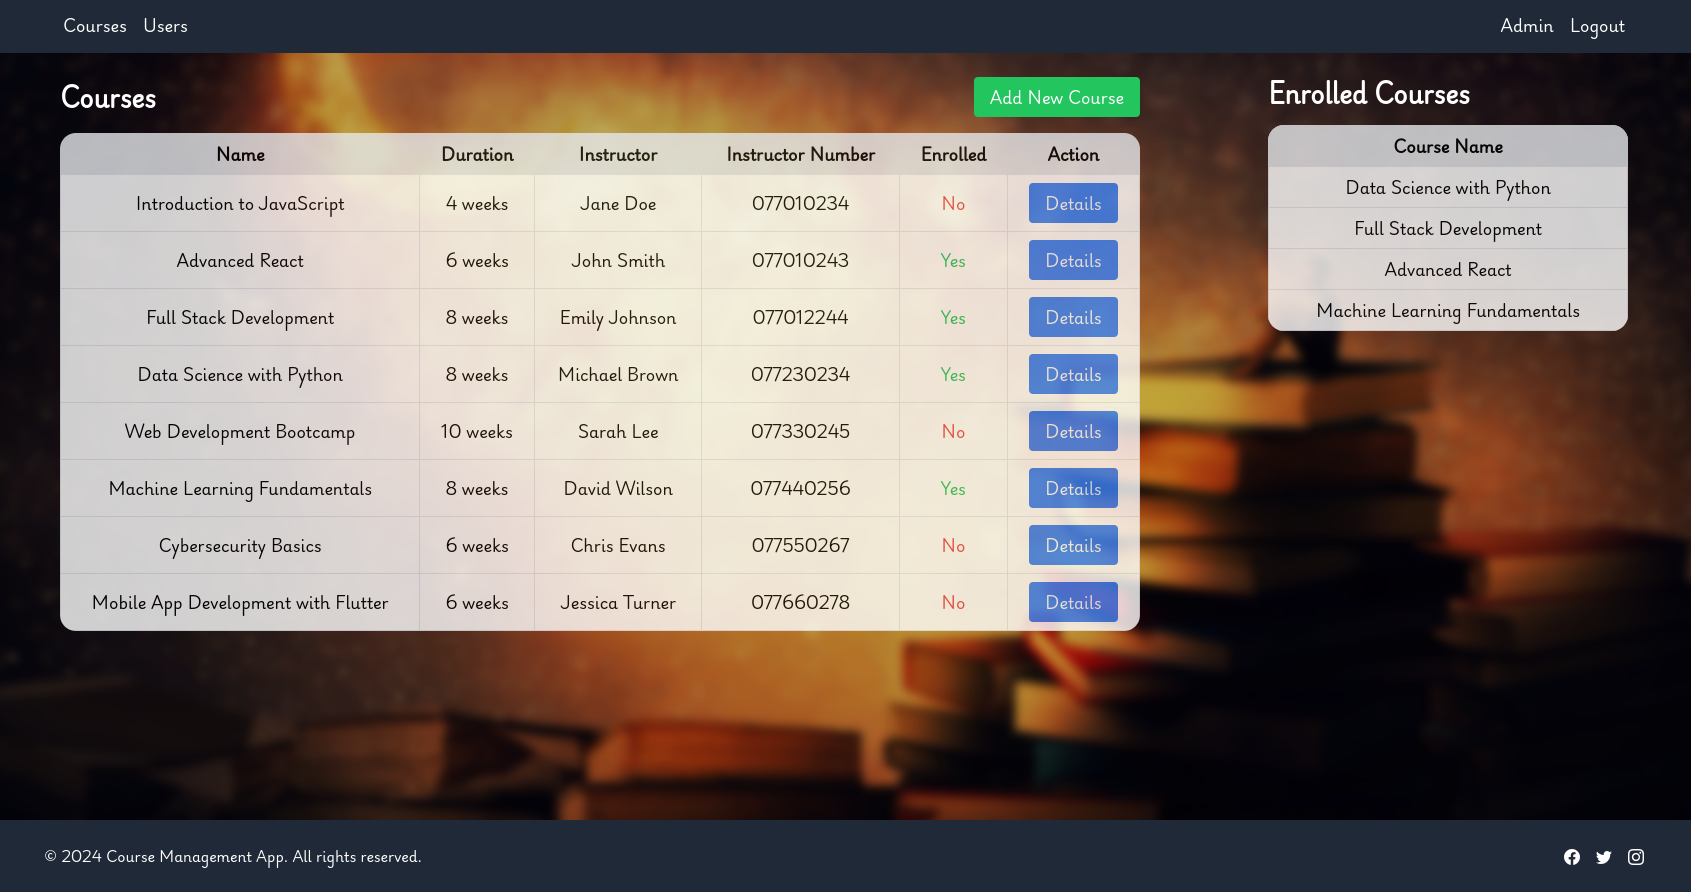 Courses Users Admin Logout
Courses Add New Course
Name Duration Instructor Instructor Number Enrolled Action
Introduction to JavaScript 4 weeks Jane Doe 077010234 No Details
Advanced React 6 weeks John Smith 077010243 Yes Details
Full Stack Development 8 weeks Emily Johnson 077012244 Yes Details
Data Science with Python 8 weeks Michael Brown 077230234 Yes Details
Web Development Bootcamp 10 weeks Sarah Lee 077330245 No Details
Machine Learning Fundamentals 8 weeks David Wilson 077440256 Yes Details
Cybersecurity Basics 6 weeks Chris Evans 077550267 No Details
Mobile App Development with Flutter 6 weeks Jessica Turner 077660278 No Details
Enrolled Courses
Course Name
Data Science with Python
Full Stack Development
Advanced React
Machine Learning Fundamentals
© 2024 Course Management App. All rights reserved.